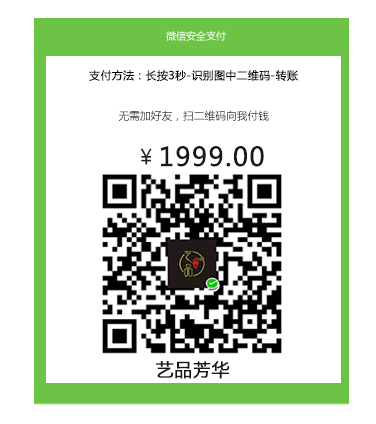 微信安全支付
支付方法：长按3秒-识别图中二维码-转账
无需加好友，扫二维码向我付钱
￥1999.00
艺品芳华